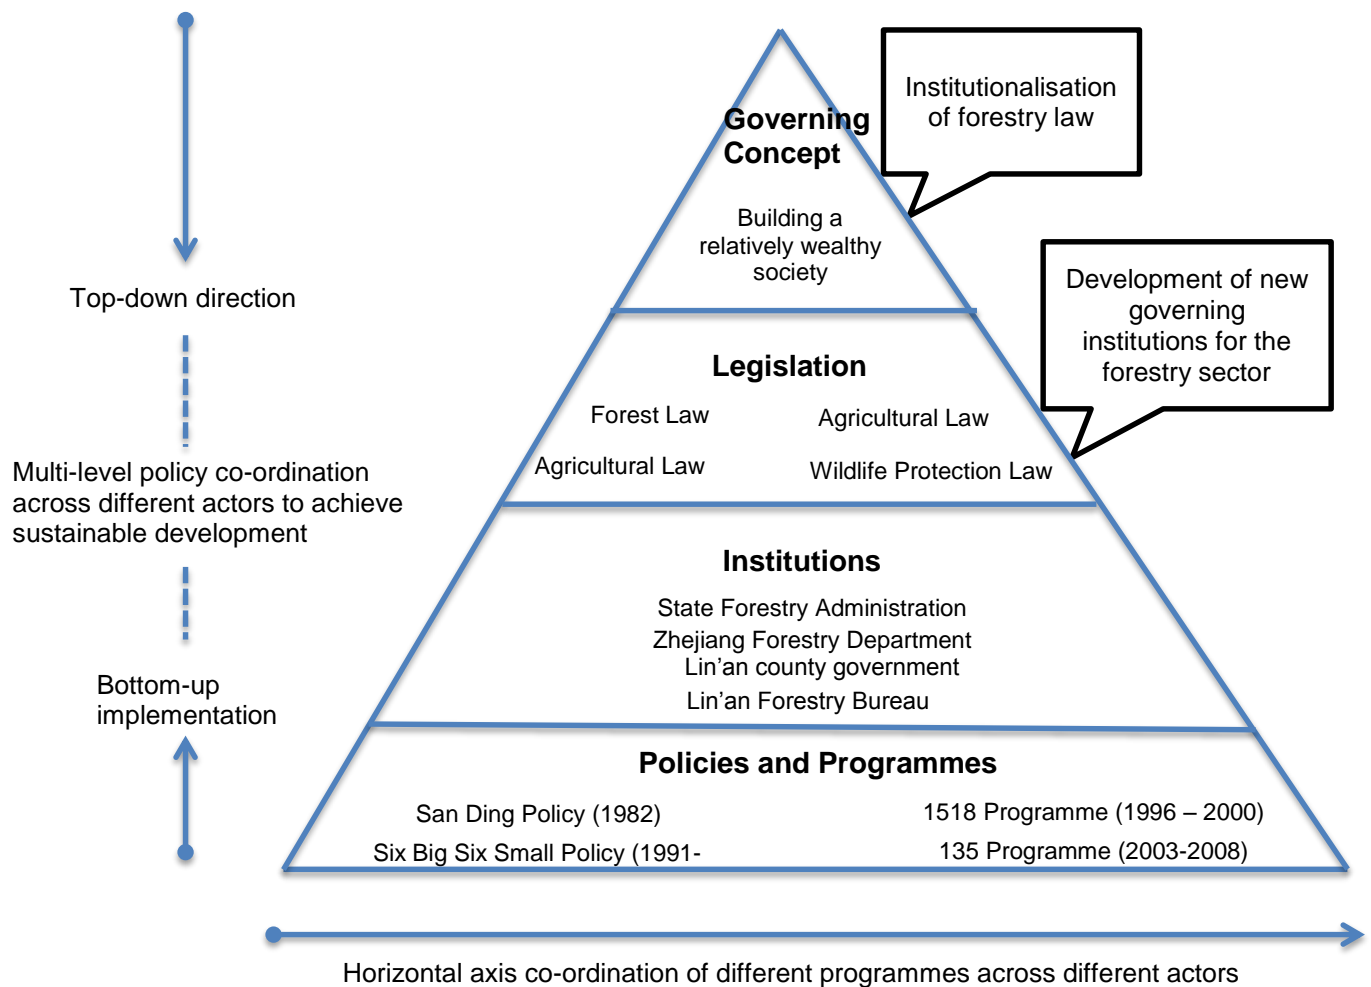 Governing
Concept
Building a
relatively wealthy
society
Institutionalisation
of forestry law
Development of new
governing
institutions for the
forestry sector
Top-down direction
Legislation
Forest Law
Agricultural Law
Agricultural Law
Wildlife Protection Law
Multi-level policy co-ordination
across different actors to achieve
sustainable development
Institutions
State Forestry Administration
Zhejiang Forestry Department
Lin’an county government
Lin’an Forestry Bureau
Bottom-up
implementation
Policies and Programmes
San Ding Policy (1982)
1518 Programme (1996 – 2000)
Six Big Six Small Policy (1991-
135 Programme (2003-2008)
Horizontal axis co-ordination of different programmes across different actors